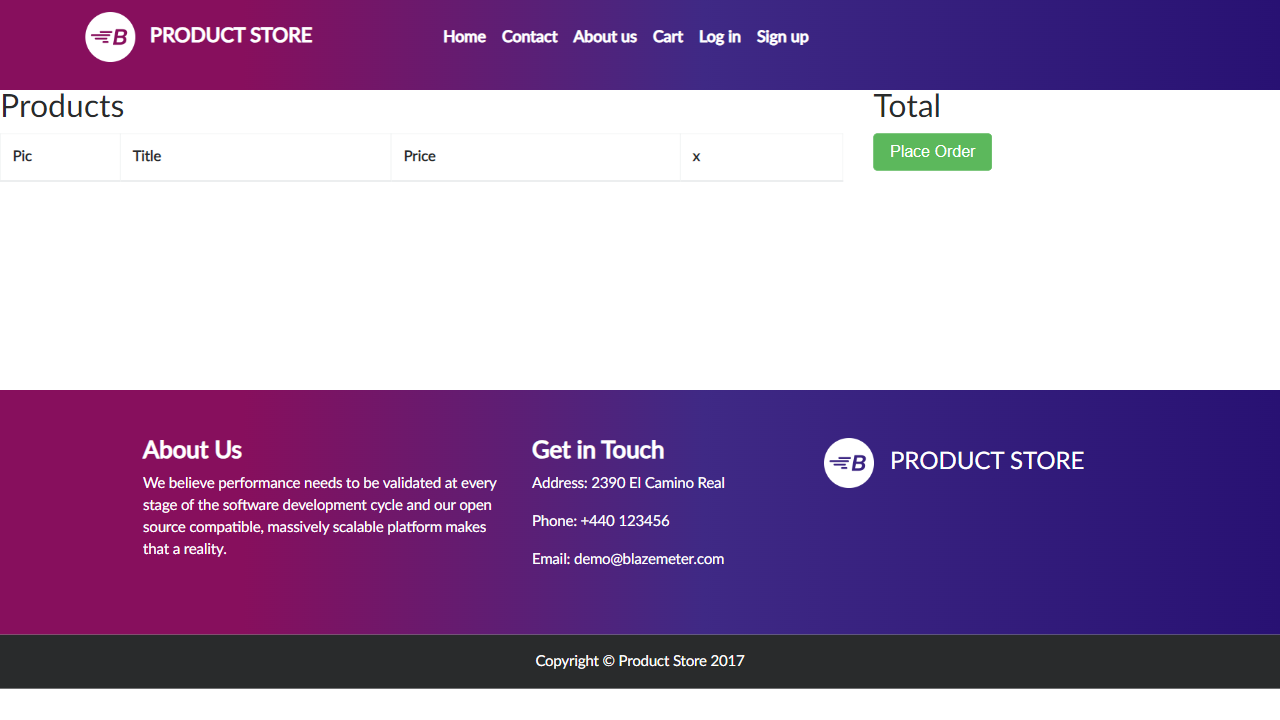 B PRODUCT STORE Home Contact About us Cart Log in Sign up
Products
Total
Pic Title Price x
Place Order
About Us
We believe performance needs to be validated at every
stage of the software development cycle and our open
source compatible, massively scalable platform makes
that a reality.
Get in Touch
Address: 2390 El Camino Real
Phone: +440 123456
Email: demo@blazemeter.com
B PRODUCT STORE
Copyright © Product Store 2017